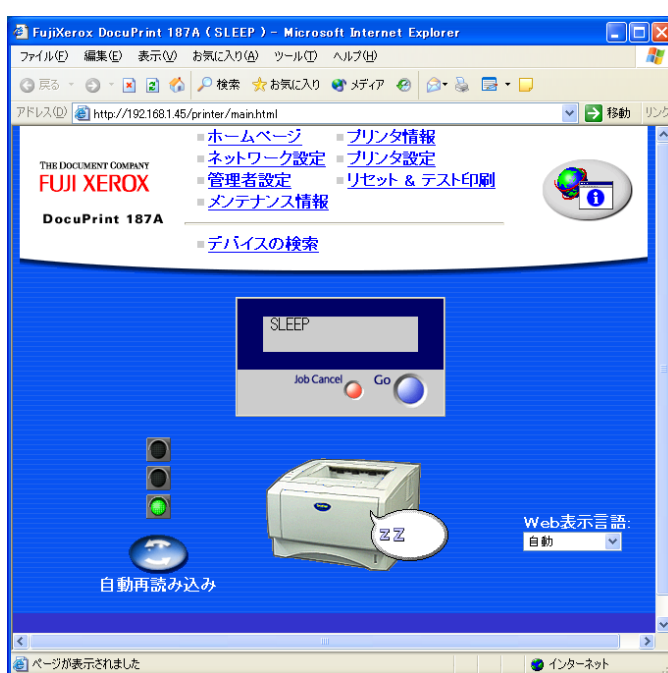 FujiXerox DocuPrint 187A ( SLEEP ) - Microsoft Internet Explorer
ファイル(F) 編集(E) 表示(V) お気に入り(A) ツール(T) ヘルプ(H)
戻る 検索 お気に入り メディア
アドレス(D) http://192.168.1.45/printer/main.html 移動 リンク
THE DOCUMENT COMPANY
FUJI XEROX
DocuPrint 187A
ホームページ プリンタ情報
ネットワーク設定 プリンタ設定
管理者設定 リセット & テスト印刷
メンテナンス情報
デバイスの検索
SLEEP
Job Cancel Go
zz
Web表示言語:
自動
自動再読み込み
ページが表示されました インターネット